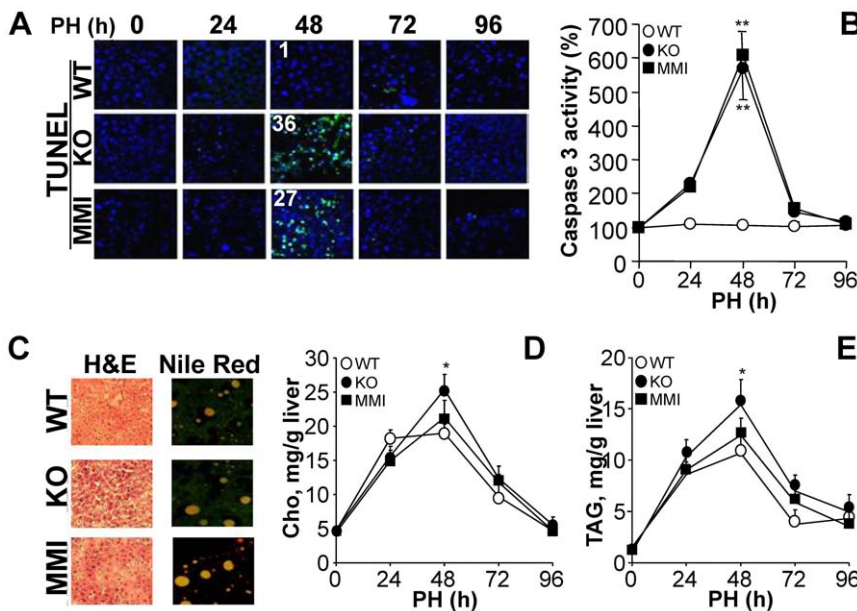 A PH (h) 0 24 48 72 96
TUNEL
WT
1
KO
36
MMI
27
B
WT
KO
MMI
**
**
Caspase 3 activity (%)
700
600
500
400
300
200
100
0
0 24 48 72 96
PH (h)
C
H&E Nile Red
WT
KO
MMI
D
WT
KO
MMI
*
Cho, mg/g liver
30
25
20
15
10
5
0
0 24 48 72 96
PH (h)
E
WT
KO
MMI
*
TAG, mg/g liver
20
15
10
5
0
0 24 48 72 96
PH (h)